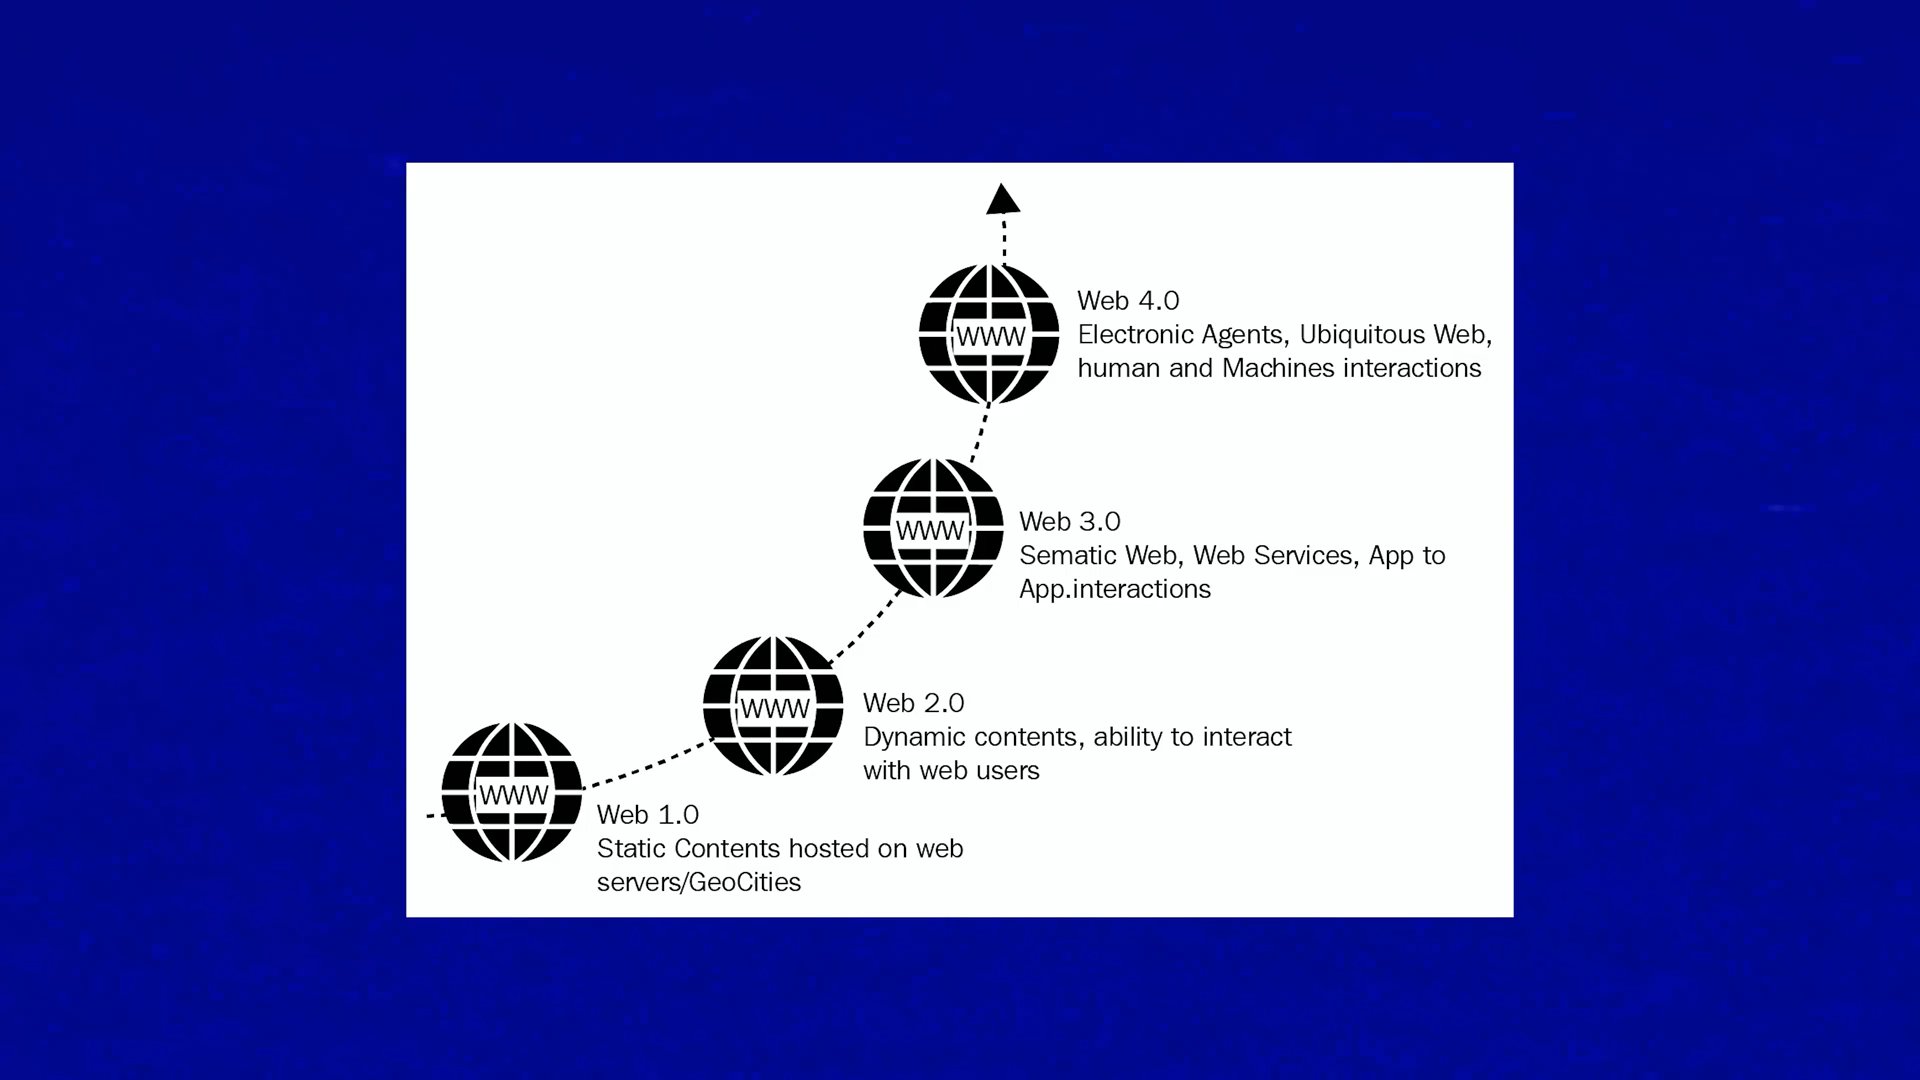 WWW
Web 4.0
Electronic Agents, Ubiquitous Web,
human and Machines interactions
WWW
Web 3.0
Sematic Web, Web Services, App to
App.interactions
WWW
Web 2.0
Dynamic contents, ability to interact
with web users
WWW
Web 1.0
Static Contents hosted on web
servers/GeoCities